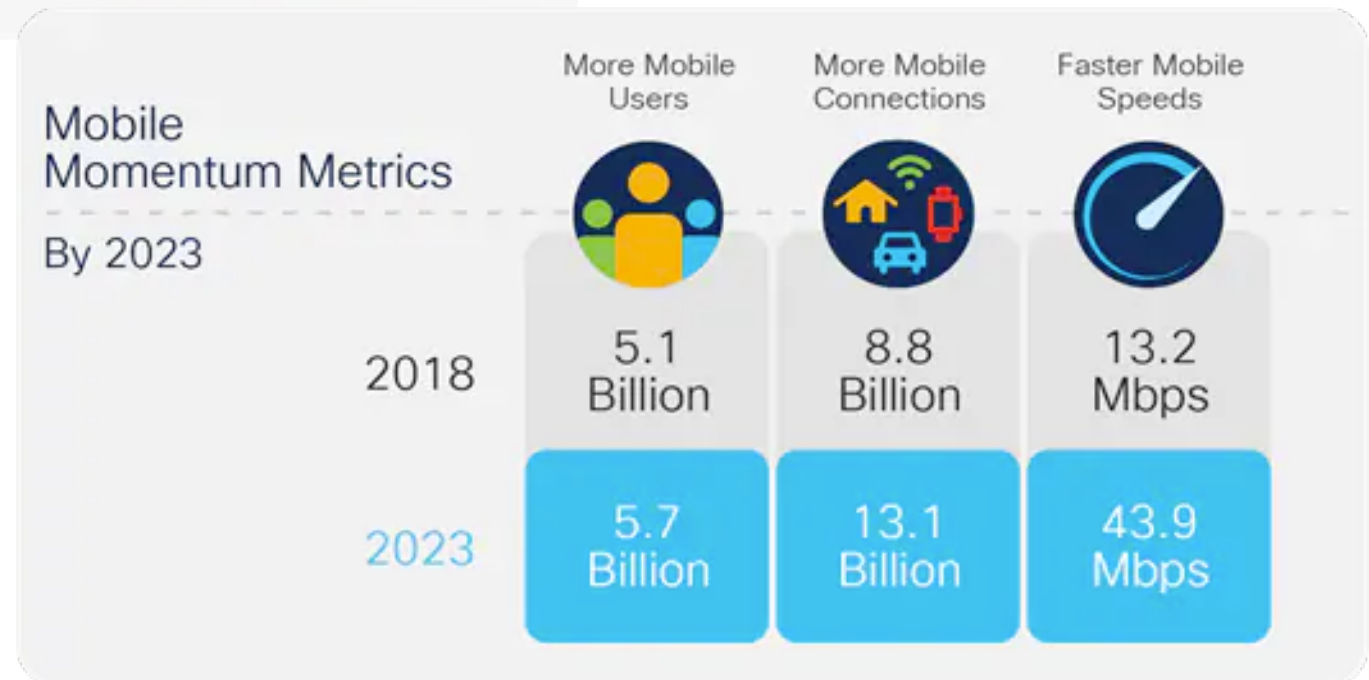 Mobile
Momentum Metrics
By 2023
More Mobile
Users
More Mobile
Connections
Faster Mobile
Speeds
2018
5.1
Billion
8.8
Billion
13.2
Mbps
2023
5.7
Billion
13.1
Billion
43.9
Mbps